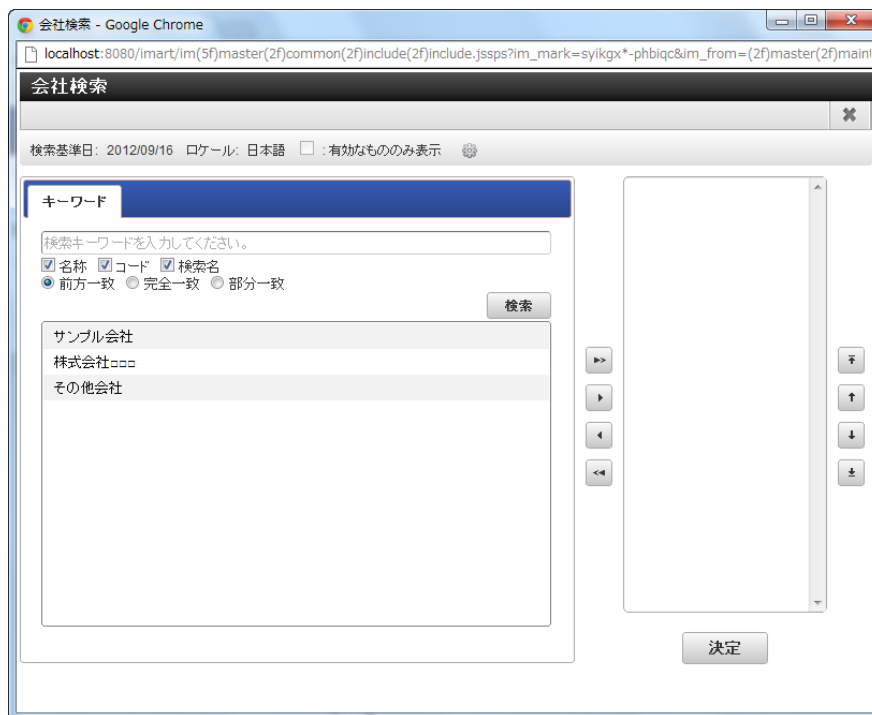 会社検索 - Google Chrome
localhost:8080/imart/im(5f)master(2f)common(2f)include(2f)include.jssps?im_mark=syikgx*-phbiqc&im_from=(2f)master(2f)maint
会社検索
検索基準日: 2012/09/16 ロケール: 日本語 : 有効なもののみ表示
キーワード
検索キーワードを入力してください。
名称 コード 検索名
前方一致 完全一致 部分一致
検索
サンプル会社
株式会社□□□
その他会社
決定